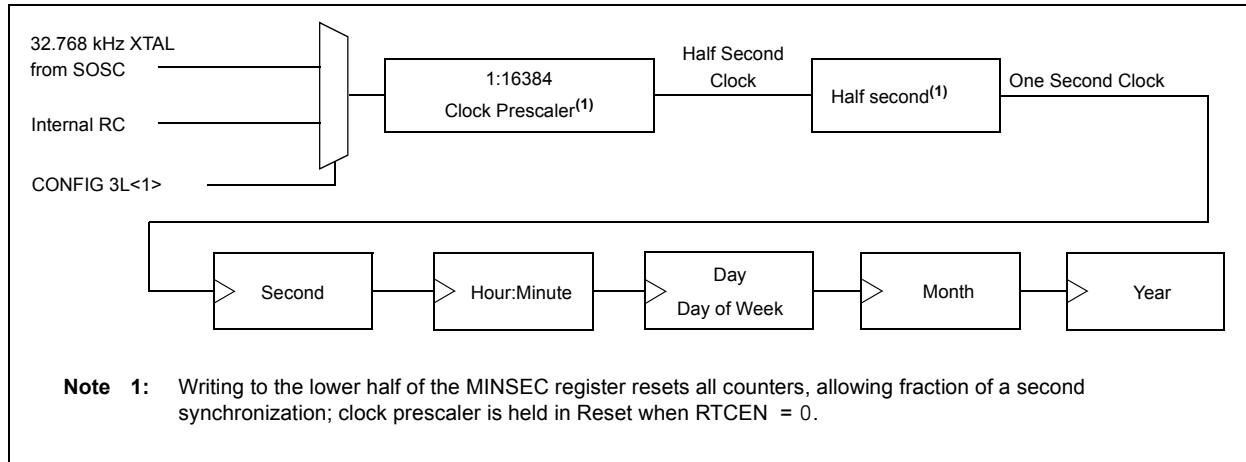 32.768 kHz XTAL
from SOSC
Internal RC
CONFIG 3L<1>
1:16384
Clock Prescaler(1)
Half Second
Clock
Half second(1)
One Second Clock
Second
Hour:Minute
Day
Day of Week
Month
Year
Note 1: Writing to the lower half of the MINSEC register resets all counters, allowing fraction of a second
synchronization; clock prescaler is held in Reset when RTCEN = 0.